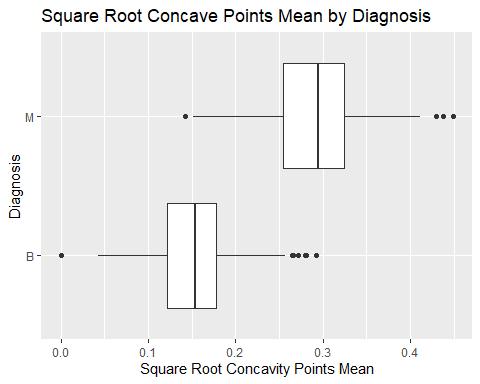 Square Root Concave Points Mean by Diagnosis
Diagnosis
M
B
0.0 0.1 0.2 0.3 0.4
Square Root Concavity Points Mean